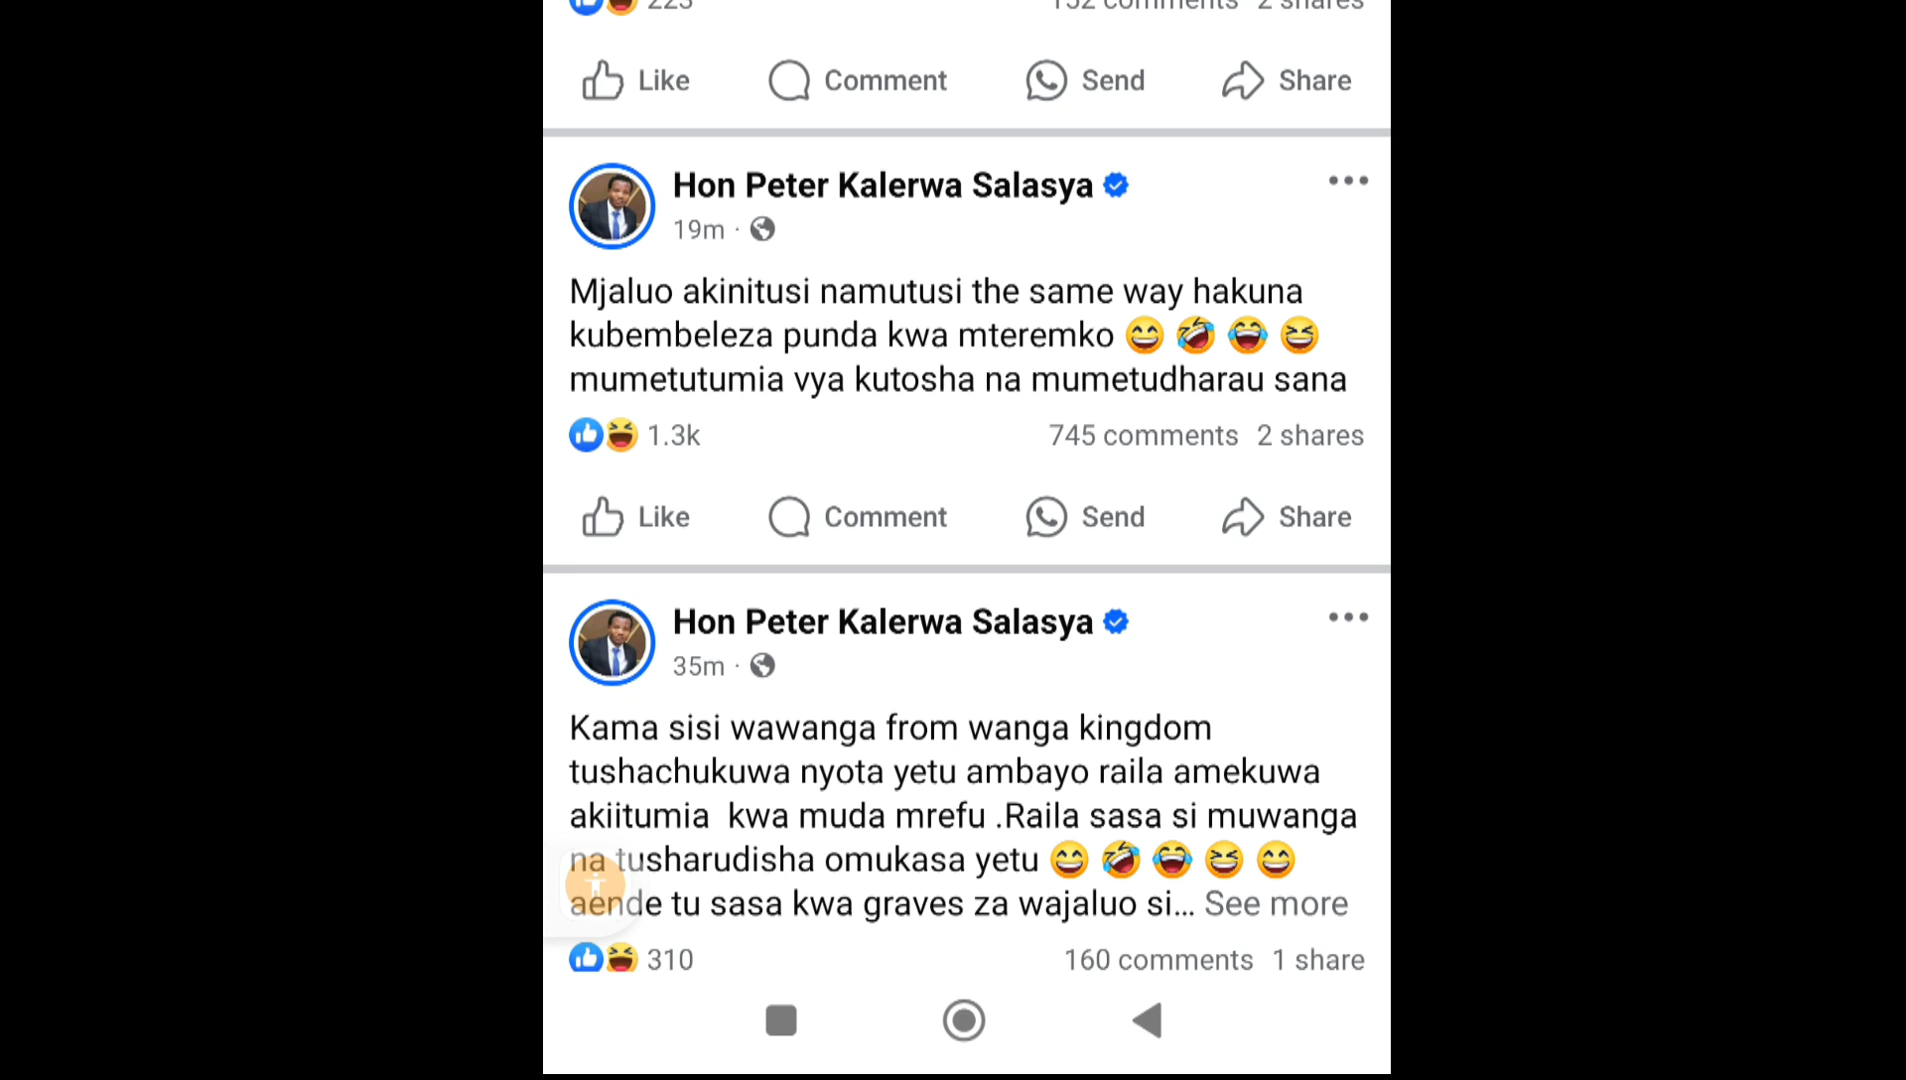 223 152 comments 2 shares
Like Comment Send Share
Hon Peter Kalerwa Salasya
19m ·
Mjaluo akinitusi namutusi the same way hakuna
kubembeleza punda kwa mteremko 😄 🤣 😂 😆
mumetutumia vya kutosha na mumetudharau sana
1.3k 745 comments 2 shares
Like Comment Send Share
Hon Peter Kalerwa Salasya
35m ·
Kama sisi wawanga from wanga kingdom
tushachukuwa nyota yetu ambayo raila amekuwa
akiitumia kwa muda mrefu .Raila sasa si muwanga
na tusharudisha omukasa yetu 😄 🤣 😂 😆 😄
aende tu sasa kwa graves za wajaluo si... See more
310 160 comments 1 share